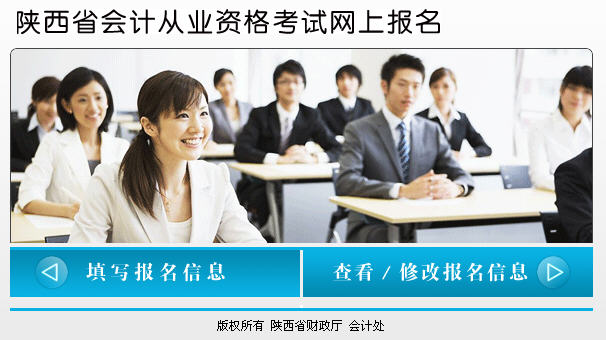 陕西省会计从业资格考试网上报名
填写报名信息
查看 / 修改报名信息
版权所有 陕西省财政厅 会计处